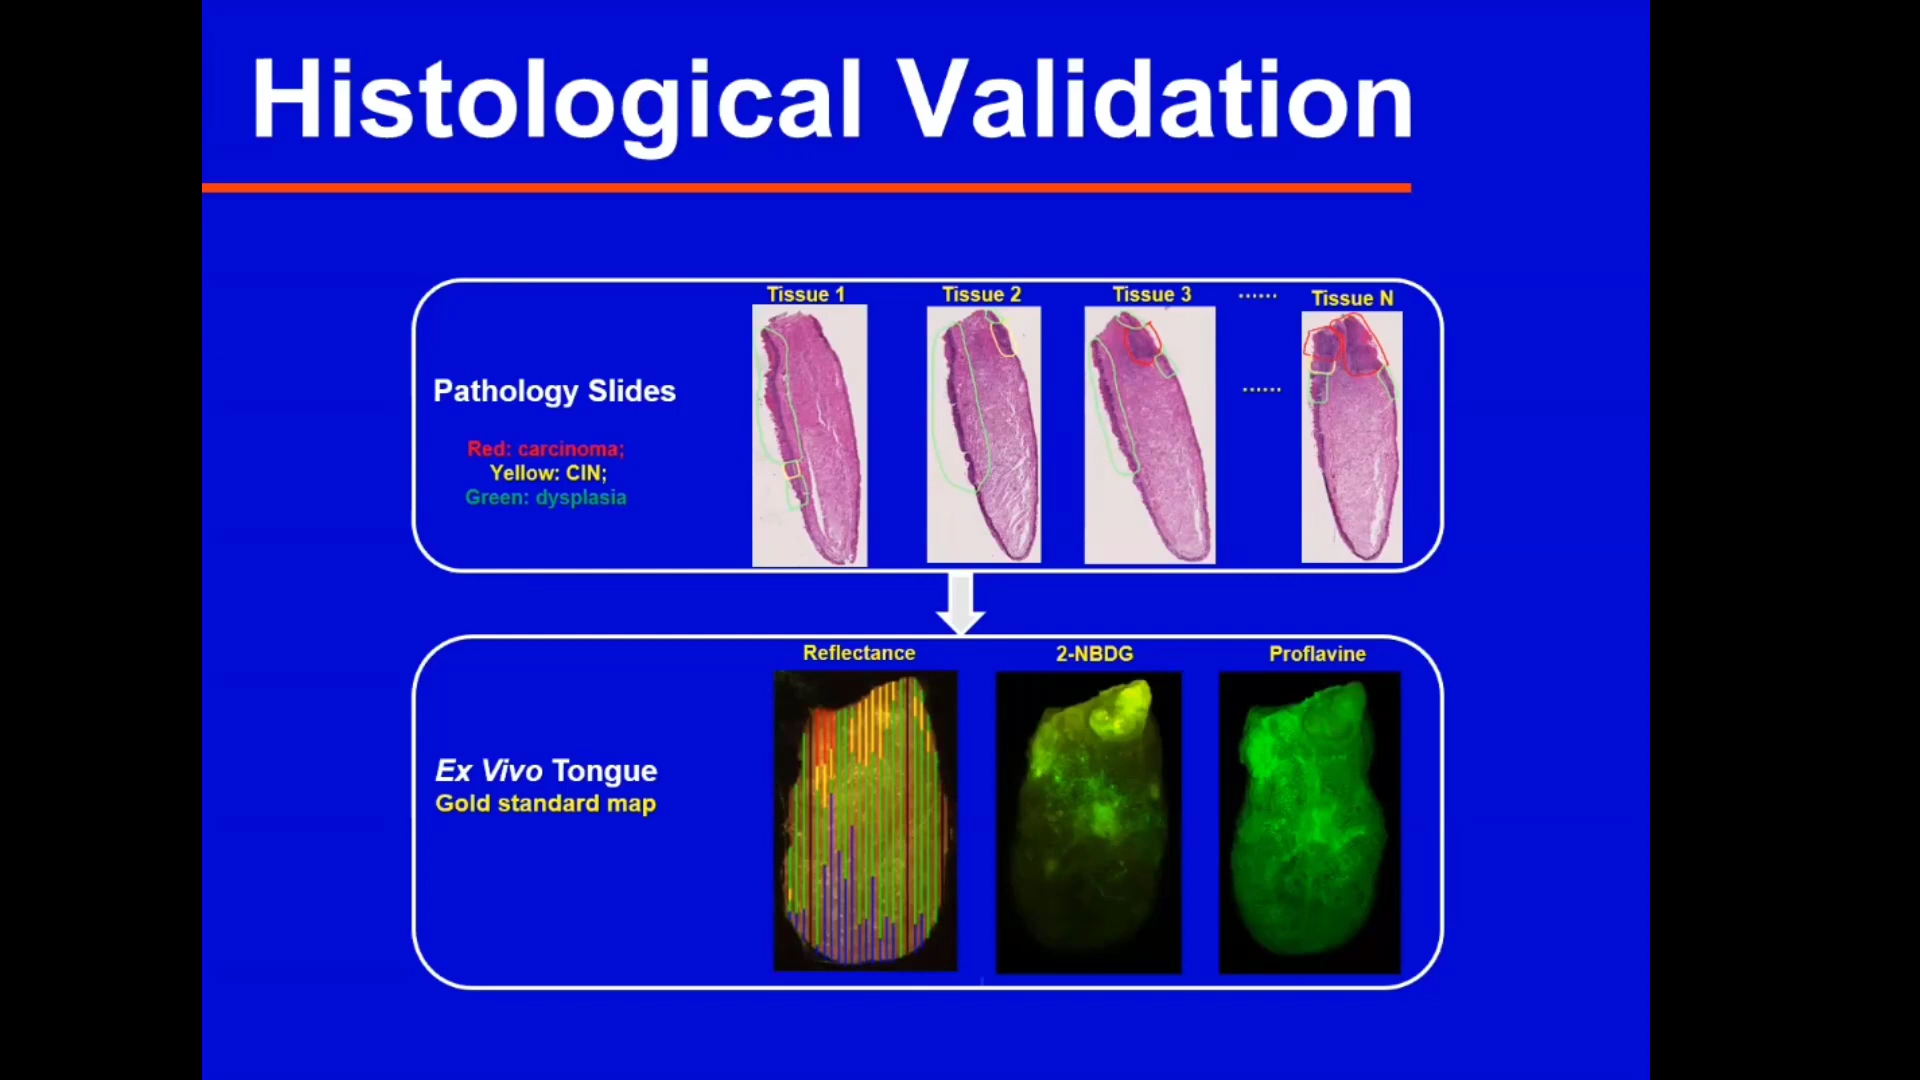 Histological Validation
Tissue 1
Tissue 2
Tissue 3
......
Tissue N
Pathology Slides
......
Red: carcinoma;
Yellow: CIN;
Green: dysplasia
Reflectance
2-NBDG
Proflavine
Ex Vivo Tongue
Gold standard map